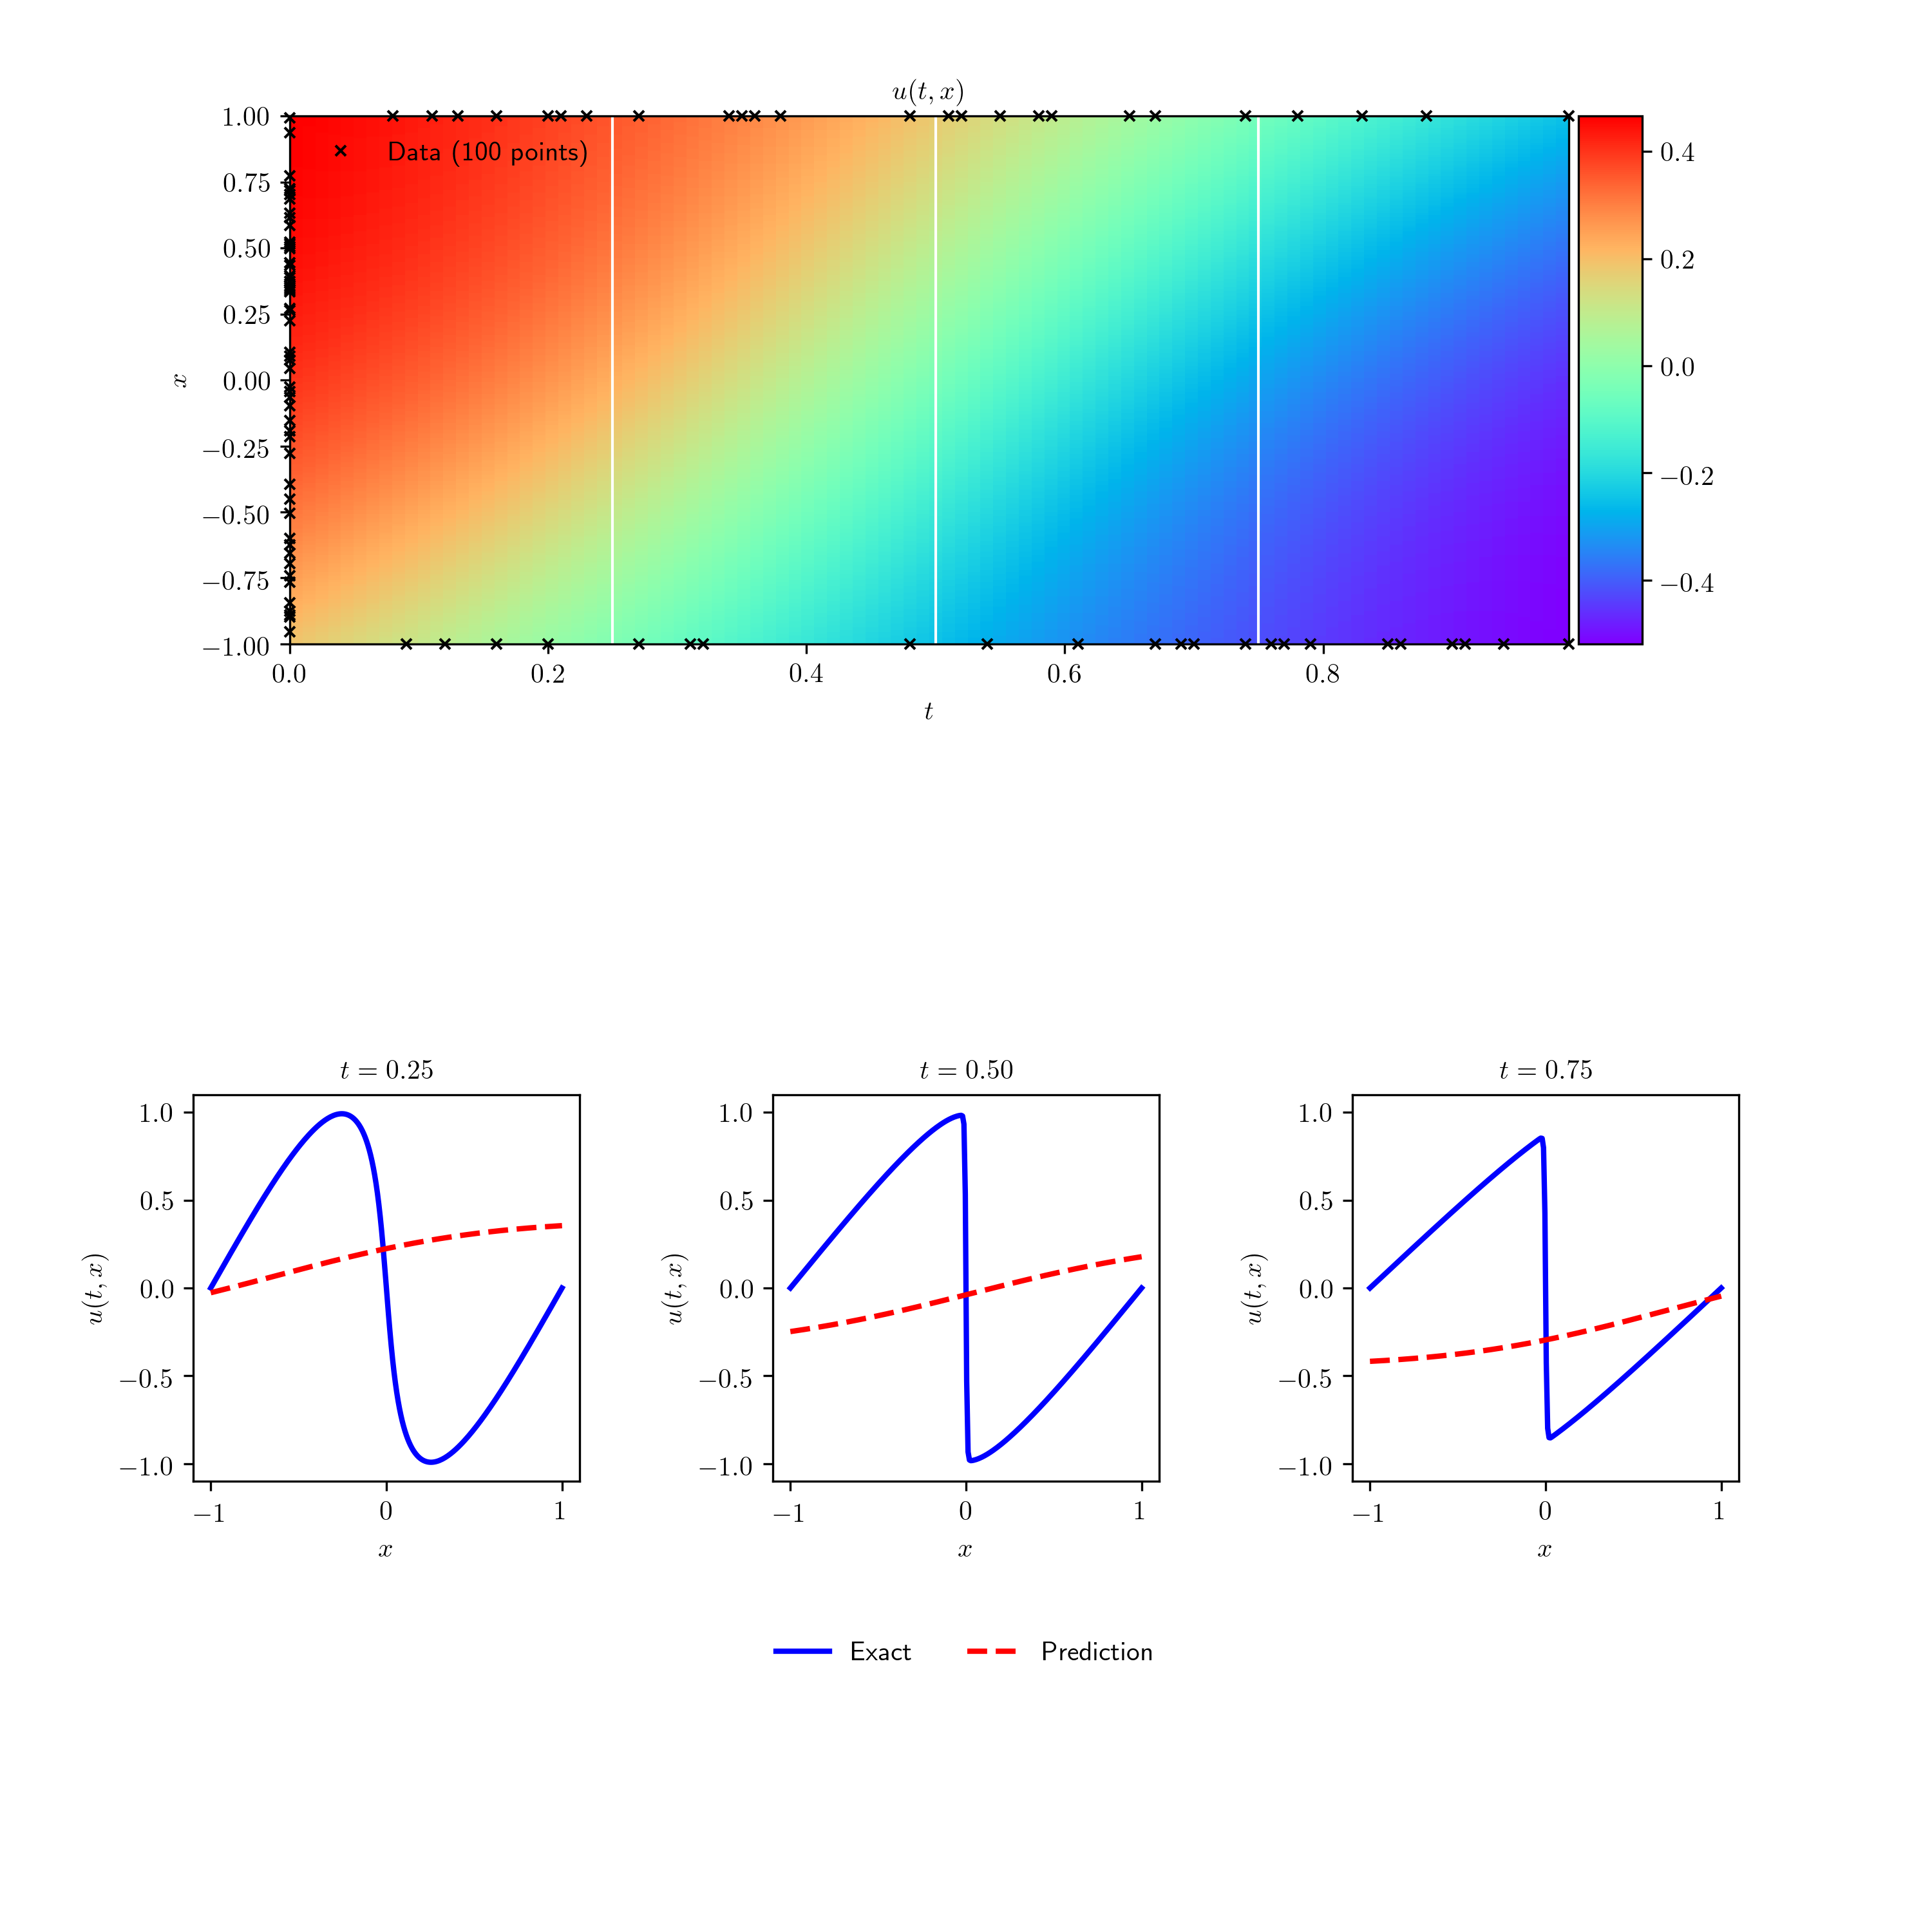 u(t, x)
1.00
0.75
0.50
0.25
0.00
−0.25
−0.50
−0.75
−1.00
x
Data (100 points)
0.4
0.2
0.0
−0.2
−0.4
0.0 0.2 0.4 0.6 0.8
t
t = 0.25
1.0
0.5
0.0
−0.5
−1.0
u(t, x)
−1 0 1
x
t = 0.50
1.0
0.5
0.0
−0.5
−1.0
u(t, x)
−1 0 1
x
t = 0.75
1.0
0.5
0.0
−0.5
−1.0
u(t, x)
−1 0 1
x
Exact Prediction